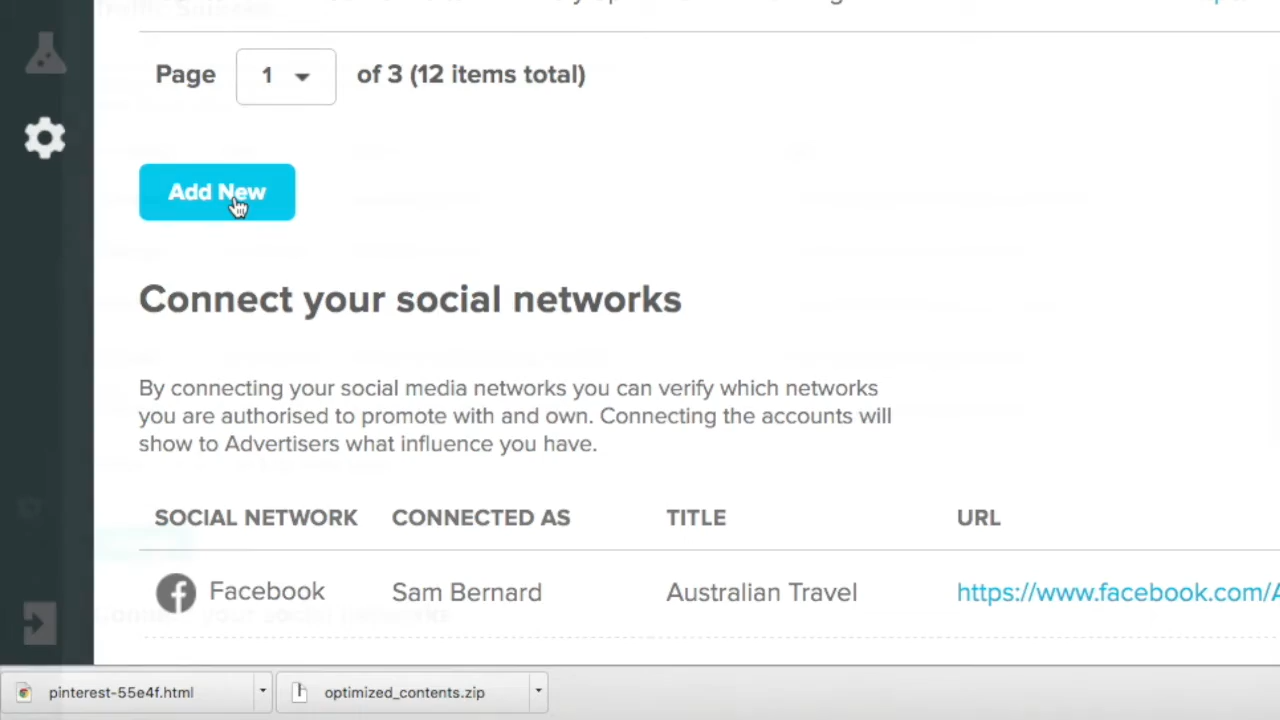 Page 1 of 3 (12 items total)
Add New
Connect your social networks
By connecting your social media networks you can verify which networks
you are authorised to promote with and own. Connecting the accounts will
show to Advertisers what influence you have.
SOCIAL NETWORK CONNECTED AS TITLE URL
Facebook Sam Bernard Australian Travel https://www.facebook.com/A
pinterest-55e4f.html optimized_contents.zip